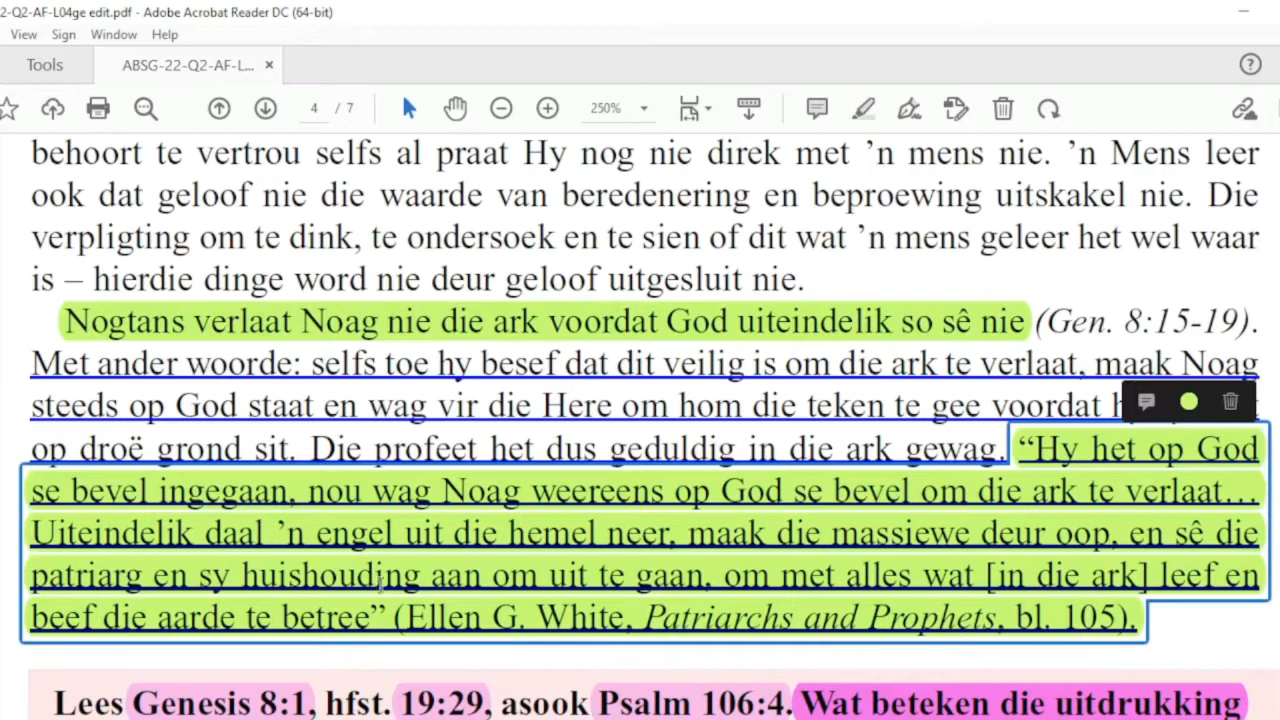 2-Q2-AF-L04ge edit.pdf - Adobe Acrobat Reader DC (64-bit)
View Sign Window Help
Tools ABSG-22-Q2-AF-L... ×
4 / 7 250%
behoort te vertrou selfs al praat Hy nog nie direk met ’n mens nie. ’n Mens leer
ook dat geloof nie die waarde van beredenering en beproewing uitskakel nie. Die
verpligting om te dink, te ondersoek en te sien of dit wat ’n mens geleer het wel waar
is – hierdie dinge word nie deur geloof uitgesluit nie.
Nogtans verlaat Noag nie die ark voordat God uiteindelik so sê nie (Gen. 8:15-19).
Met ander woorde: selfs toe hy besef dat dit veilig is om die ark te verlaat, maak Noag
steeds op God staat en wag vir die Here om hom die teken te gee voordat
op droë grond sit. Die profeet het dus geduldig in die ark gewag. “Hy het op God
se bevel ingegaan, nou wag Noag weereens op God se bevel om die ark te verlaat…
Uiteindelik daal ’n engel uit die hemel neer, maak die massiewe deur oop, en sê die
patriarg en sy huishouding aan om uit te gaan, om met alles wat [in die ark] leef en
beef die aarde te betree” (Ellen G. White, Patriarchs and Prophets, bl. 105).
Lees Genesis 8:1, hfst. 19:29, asook Psalm 106:4. Wat beteken die uitdrukking